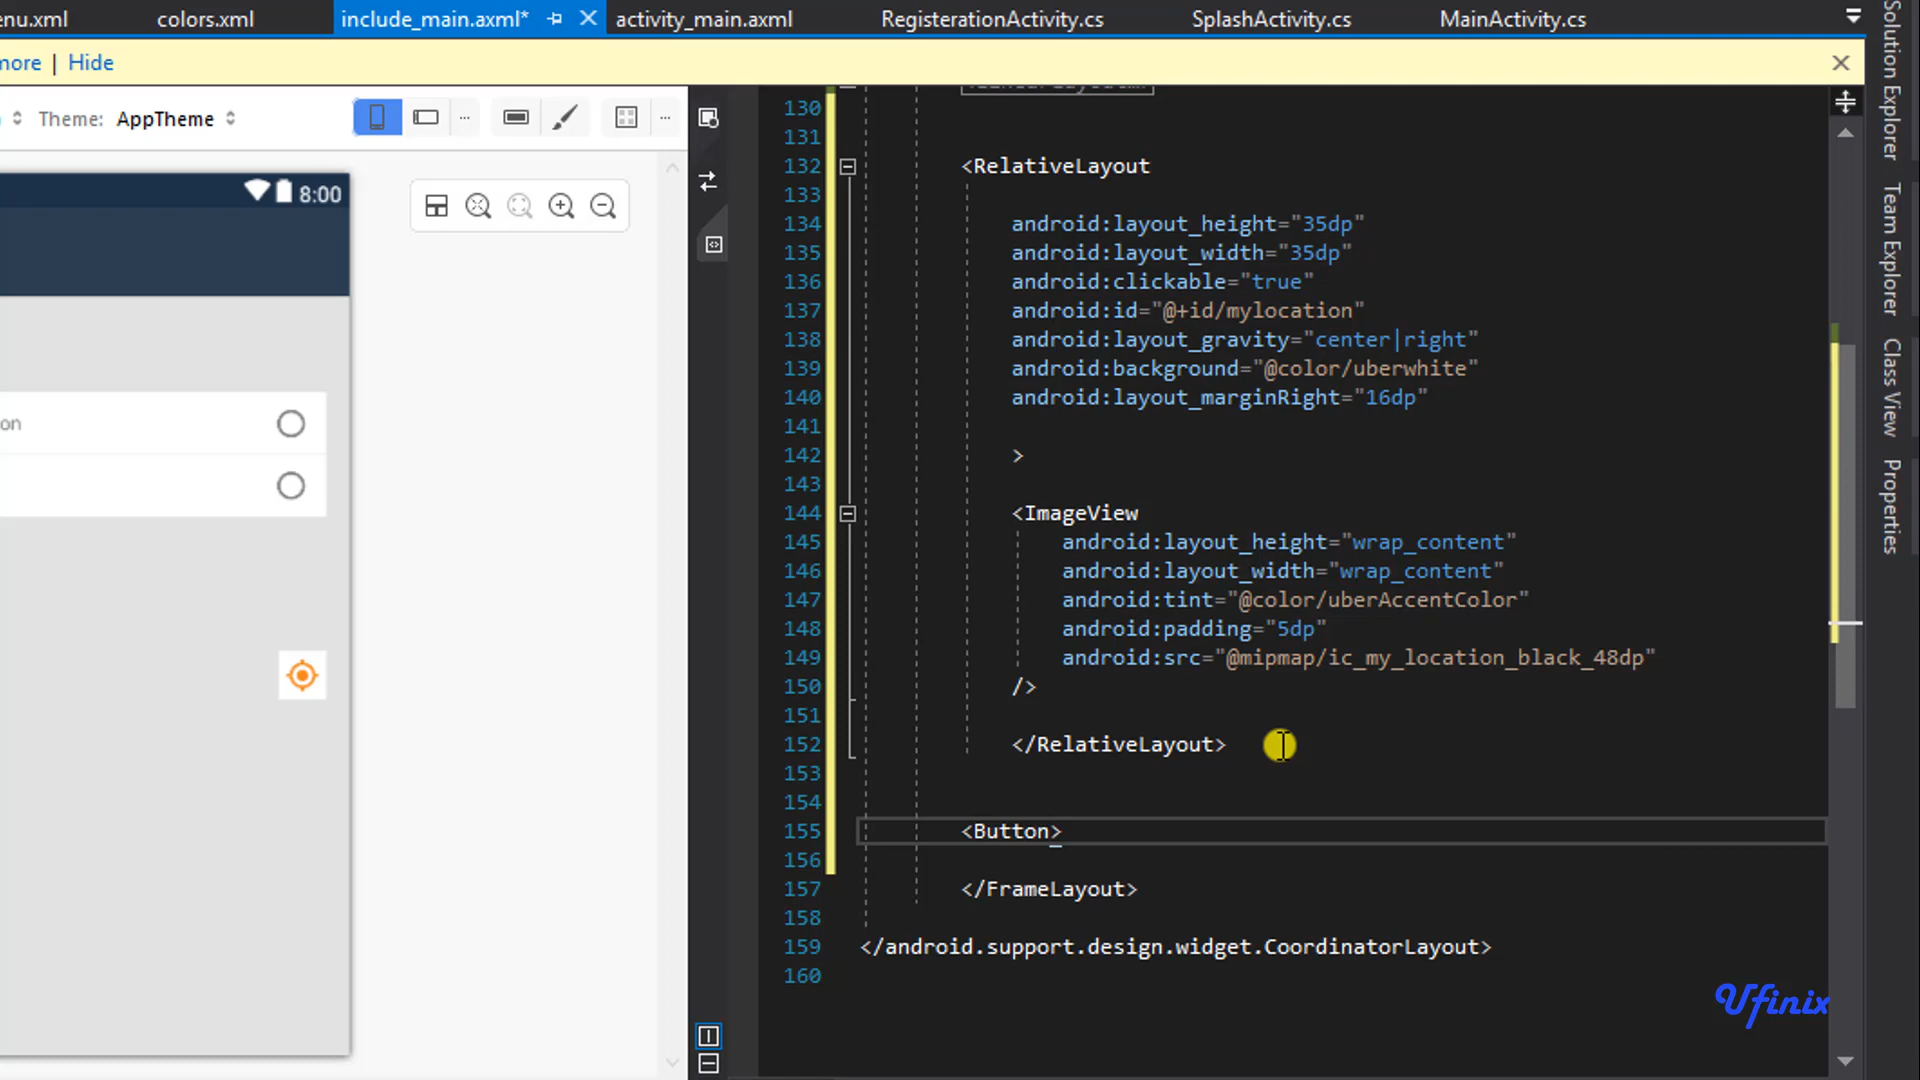 enu.xml
colors.xml
include_main.axml*
activity_main.axml
RegisterationActivity.cs
SplashActivity.cs
MainActivity.cs
more | Hide
Theme: AppTheme
8:00
on
130
131
132 <RelativeLayout
133
134 android:layout_height="35dp"
135 android:layout_width="35dp"
136 android:clickable="true"
137 android:id="@+id/mylocation"
138 android:layout_gravity="center|right"
139 android:background="@color/uberwhite"
140 android:layout_marginRight="16dp"
141
142 >
143
144 <ImageView
145 android:layout_height="wrap_content"
146 android:layout_width="wrap_content"
147 android:tint="@color/uberAccentColor"
148 android:padding="5dp"
149 android:src="@mipmap/ic_my_location_black_48dp"
150 />
151
152 </RelativeLayout>
153
154
155 <Button>
156
157 </FrameLayout>
158
159 </android.support.design.widget.CoordinatorLayout>
160
Solution Explorer
Team Explorer
Class View
Properties
Ufinix